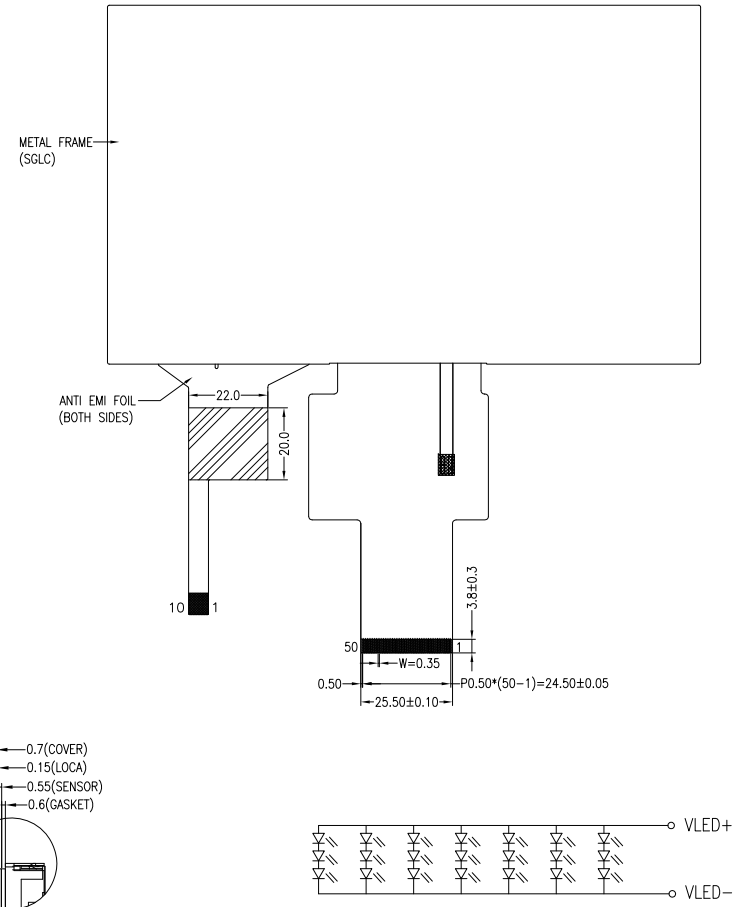 METAL FRAME
(SGLC)
ANTI EMI FOIL
(BOTH SIDES)
22.0
20.0
10 1
3.8±0.3
50 1
W=0.35
0.50
P0.50*(50-1)=24.50±0.05
25.50±0.10
0.7(COVER)
0.15(LOCA)
0.55(SENSOR)
0.6(GASKET)
VLED+
VLED-